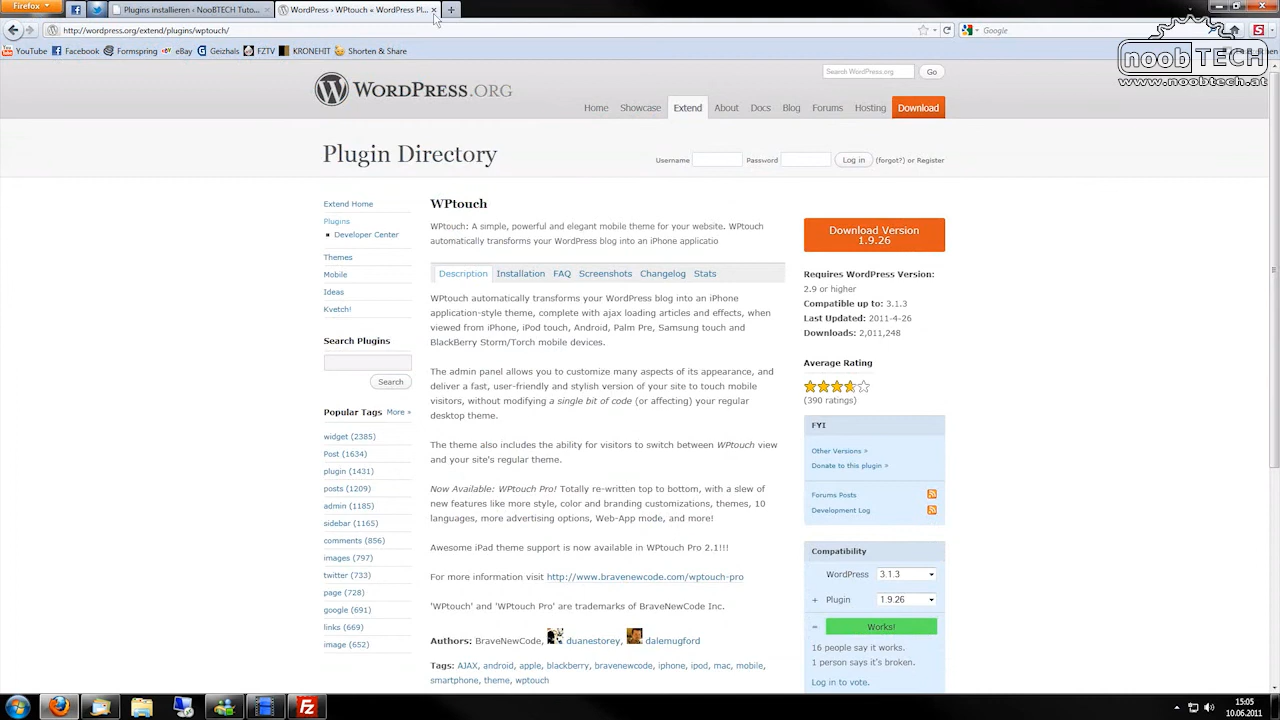 Firefox
Plugins installieren ‹ NooBTECH Tuto...
WordPress › WPtouch « WordPress Pl...
http://wordpress.org/extend/plugins/wptouch/
Google
YouTube
Facebook
Formspring
eBay
Geizhals
FZTV
KRONEHIT
Shorten & Share
noobTECH
www.noobtech.at
WORDPRESS.ORG
Search WordPress.org
Go
Home
Showcase
Extend
About
Docs
Blog
Forums
Hosting
Download
Plugin Directory
Username
Password
Log in
(forgot?) or Register
Extend Home
Plugins
Developer Center
Themes
Mobile
Ideas
Kvetch!
Search Plugins
Search
Popular Tags More »
widget (2385)
Post (1634)
plugin (1431)
posts (1209)
admin (1185)
sidebar (1165)
comments (856)
images (797)
twitter (733)
page (728)
google (691)
links (669)
image (652)
WPtouch
WPtouch: A simple, powerful and elegant mobile theme for your website. WPtouch
automatically transforms your WordPress blog into an iPhone applicatio
Description
Installation
FAQ
Screenshots
Changelog
Stats
WPtouch automatically transforms your WordPress blog into an iPhone
application-style theme, complete with ajax loading articles and effects, when
viewed from iPhone, iPod touch, Android, Palm Pre, Samsung touch and
BlackBerry Storm/Torch mobile devices.
The admin panel allows you to customize many aspects of its appearance, and
deliver a fast, user-friendly and stylish version of your site to touch mobile
visitors, without modifying a single bit of code (or affecting) your regular
desktop theme.
The theme also includes the ability for visitors to switch between WPtouch view
and your site's regular theme.
Now Available: WPtouch Pro! Totally re-written top to bottom, with a slew of
new features like more style, color and branding customizations, themes, 10
languages, more advertising options, Web-App mode, and more!
Awesome iPad theme support is now available in WPtouch Pro 2.1!!!
For more information visit http://www.bravenewcode.com/wptouch-pro
'WPtouch' and 'WPtouch Pro' are trademarks of BraveNewCode Inc.
Authors: BraveNewCode, duanestorey, dalemugford
Tags: AJAX, android, apple, blackberry, bravenewcode, iphone, ipod, mac, mobile,
smartphone, theme, wptouch
Download Version
1.9.26
Requires WordPress Version:
2.9 or higher
Compatible up to: 3.1.3
Last Updated: 2011-4-26
Downloads: 2,011,248
Average Rating
(390 ratings)
FYI
Other Versions »
Donate to this plugin »
Forums Posts
Development Log
Compatibility
WordPress 3.1.3
+ Plugin 1.9.26
= Works!
16 people say it works.
1 person says it's broken.
Log in to vote.
15:05
10.06.2011